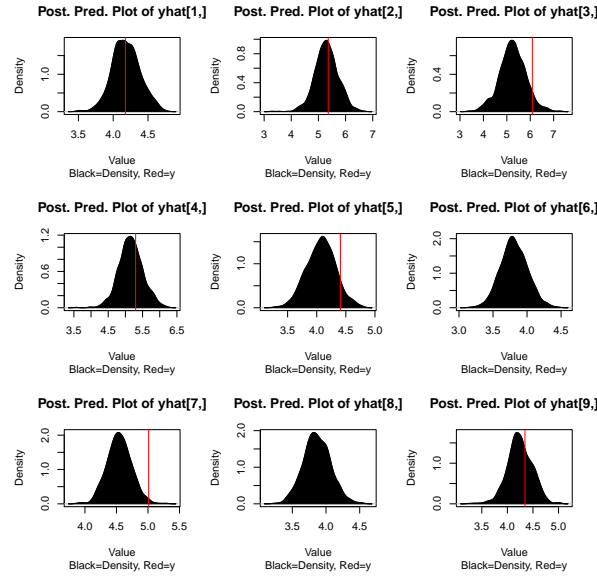 Post. Pred. Plot of yhat[1,]
Density
0.0 1.0
3.5 4.0 4.5
Value
Black=Density, Red=y
Post. Pred. Plot of yhat[2,]
Density
0.0 0.4 0.8
3 4 5 6 7
Value
Black=Density, Red=y
Post. Pred. Plot of yhat[3,]
Density
0.0 0.4
3 4 5 6 7
Value
Black=Density, Red=y
Post. Pred. Plot of yhat[4,]
Density
0.0 0.6 1.2
3.5 4.5 5.5 6.5
Value
Black=Density, Red=y
Post. Pred. Plot of yhat[5,]
Density
0.0 1.0
3.5 4.0 4.5 5.0
Value
Black=Density, Red=y
Post. Pred. Plot of yhat[6,]
Density
0.0 1.0 2.0
3.0 3.5 4.0 4.5
Value
Black=Density, Red=y
Post. Pred. Plot of yhat[7,]
Density
0.0 1.0 2.0
4.0 4.5 5.0 5.5
Value
Black=Density, Red=y
Post. Pred. Plot of yhat[8,]
Density
0.0 1.0 2.0
3.5 4.0 4.5
Value
Black=Density, Red=y
Post. Pred. Plot of yhat[9,]
Density
0.0 1.0
3.5 4.0 4.5 5.0
Value
Black=Density, Red=y